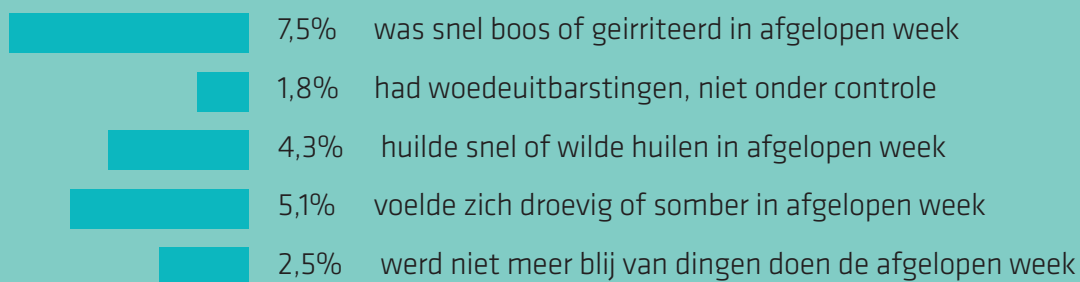 7,5% was snel boos of geirriteerd in afgelopen week
1,8% had woedeuitbarstingen, niet onder controle
4,3% huilde snel of wilde huilen in afgelopen week
5,1% voelde zich droevig of somber in afgelopen week
2,5% werd niet meer blij van dingen doen de afgelopen week